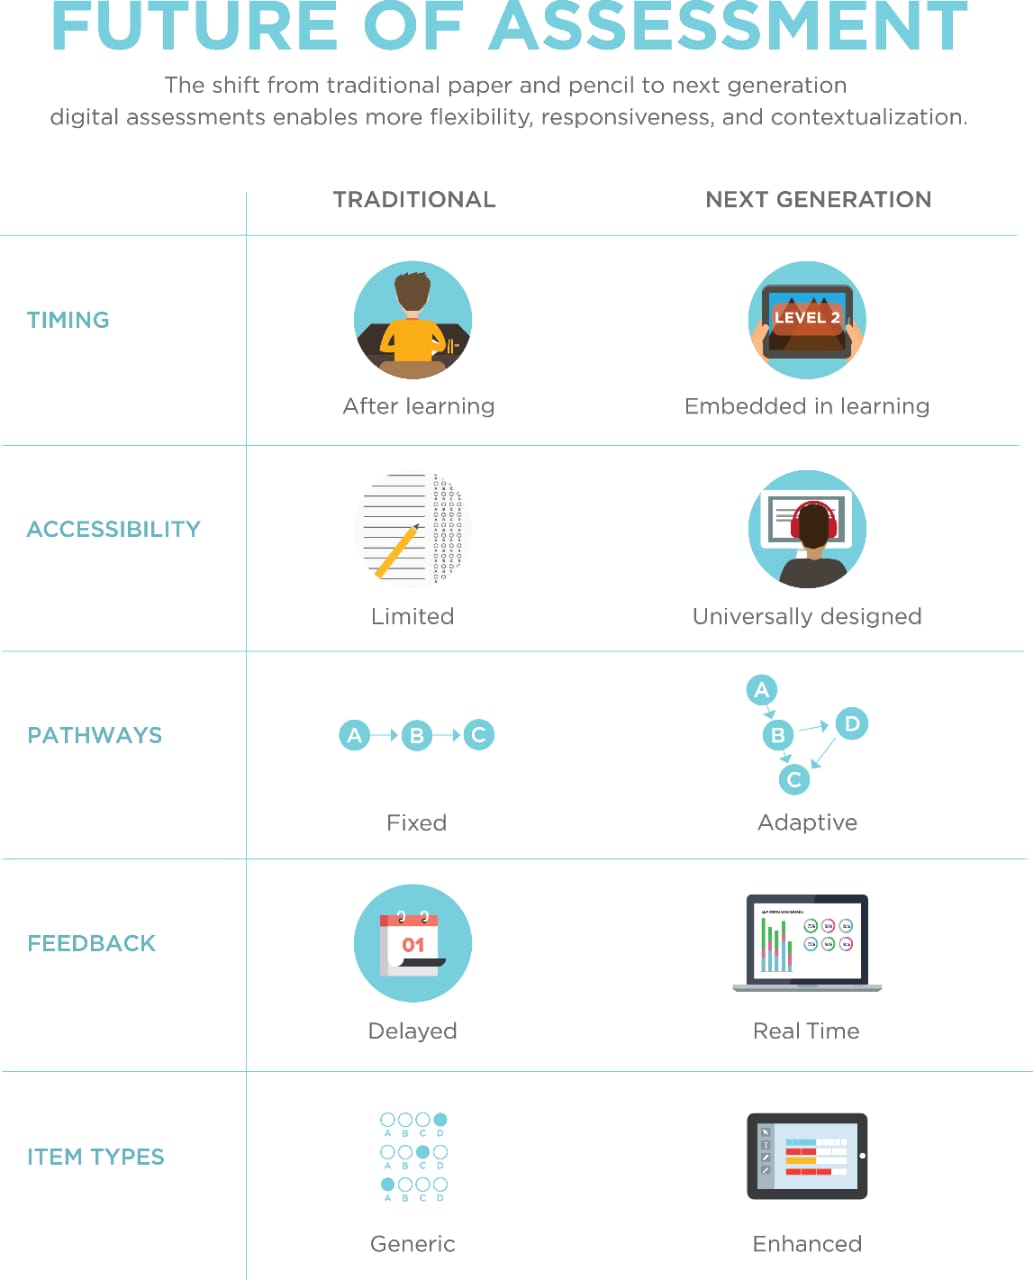 FUTURE OF ASSESSMENT
The shift from traditional paper and pencil to next generation
digital assessments enables more flexibility, responsiveness, and contextualization.
TRADITIONAL NEXT GENERATION
TIMING
LEVEL 2
After learning Embedded in learning
ACCESSIBILITY
Limited Universally designed
PATHWAYS
A B C
A
B D
C
Fixed Adaptive
FEEDBACK
01
Delayed Real Time
ITEM TYPES
A B C D
A B C D
A B C D
T
Generic Enhanced